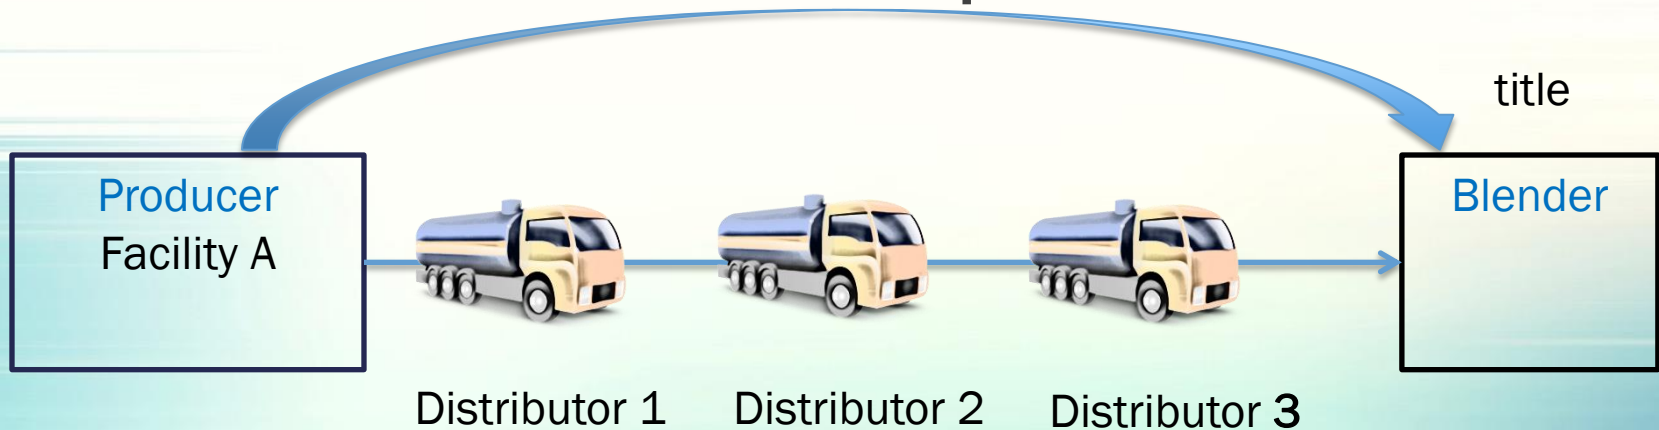 title
Producer
Facility A
Blender
Distributor 1
Distributor 2
Distributor 3